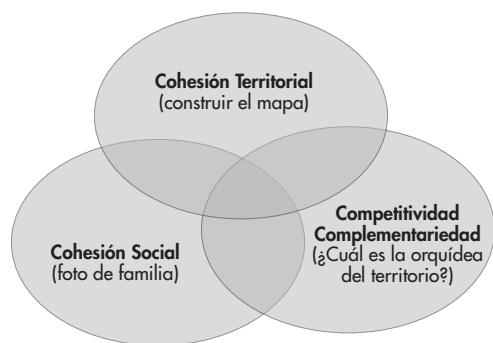 Cohesión Territorial
(construir el mapa)
Cohesión Social
(foto de familia)
Competitividad
Complementariedad
(¿Cuál es la orquídea
del territorio?)